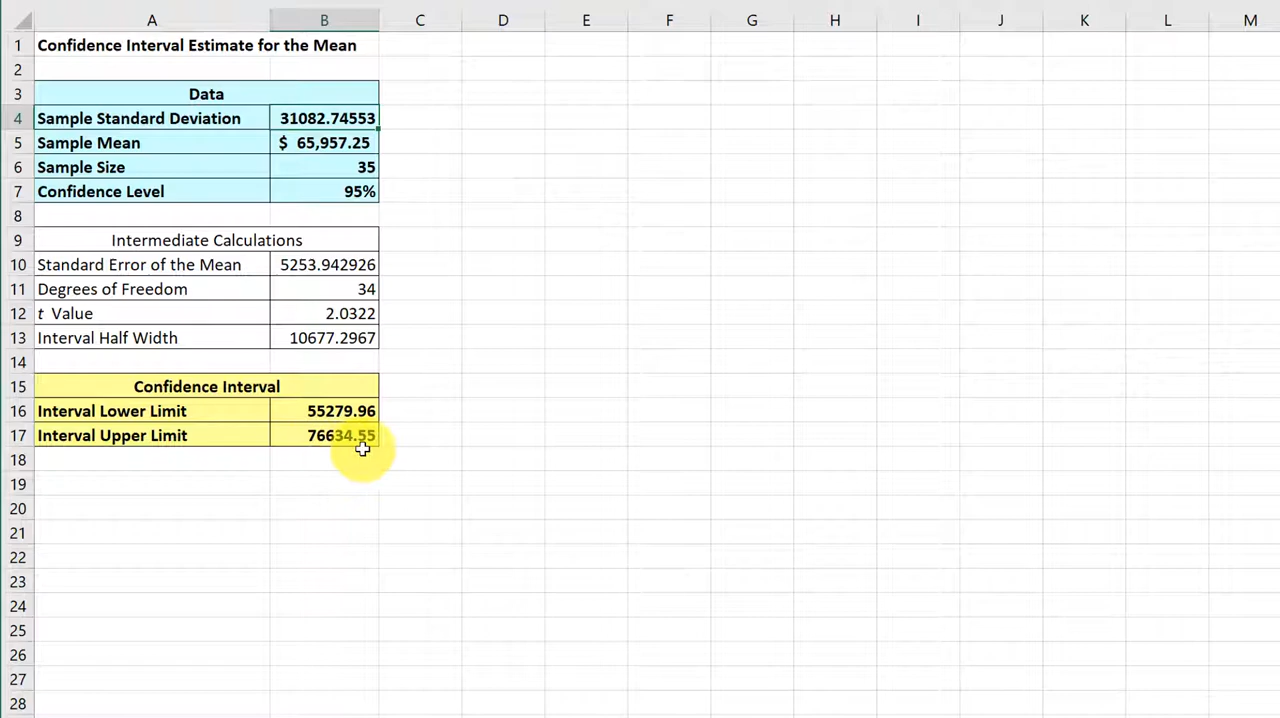 A B C D E F G H I J K L M
1 Confidence Interval Estimate for the Mean
2
3 Data
4 Sample Standard Deviation 31082.74553
5 Sample Mean $ 65,957.25
6 Sample Size 35
7 Confidence Level 95%
8
9 Intermediate Calculations
10 Standard Error of the Mean 5253.942926
11 Degrees of Freedom 34
12 t Value 2.0322
13 Interval Half Width 10677.2967
14
15 Confidence Interval
16 Interval Lower Limit 55279.96
17 Interval Upper Limit 76634.55
18
19
20
21
22
23
24
25
26
27
28